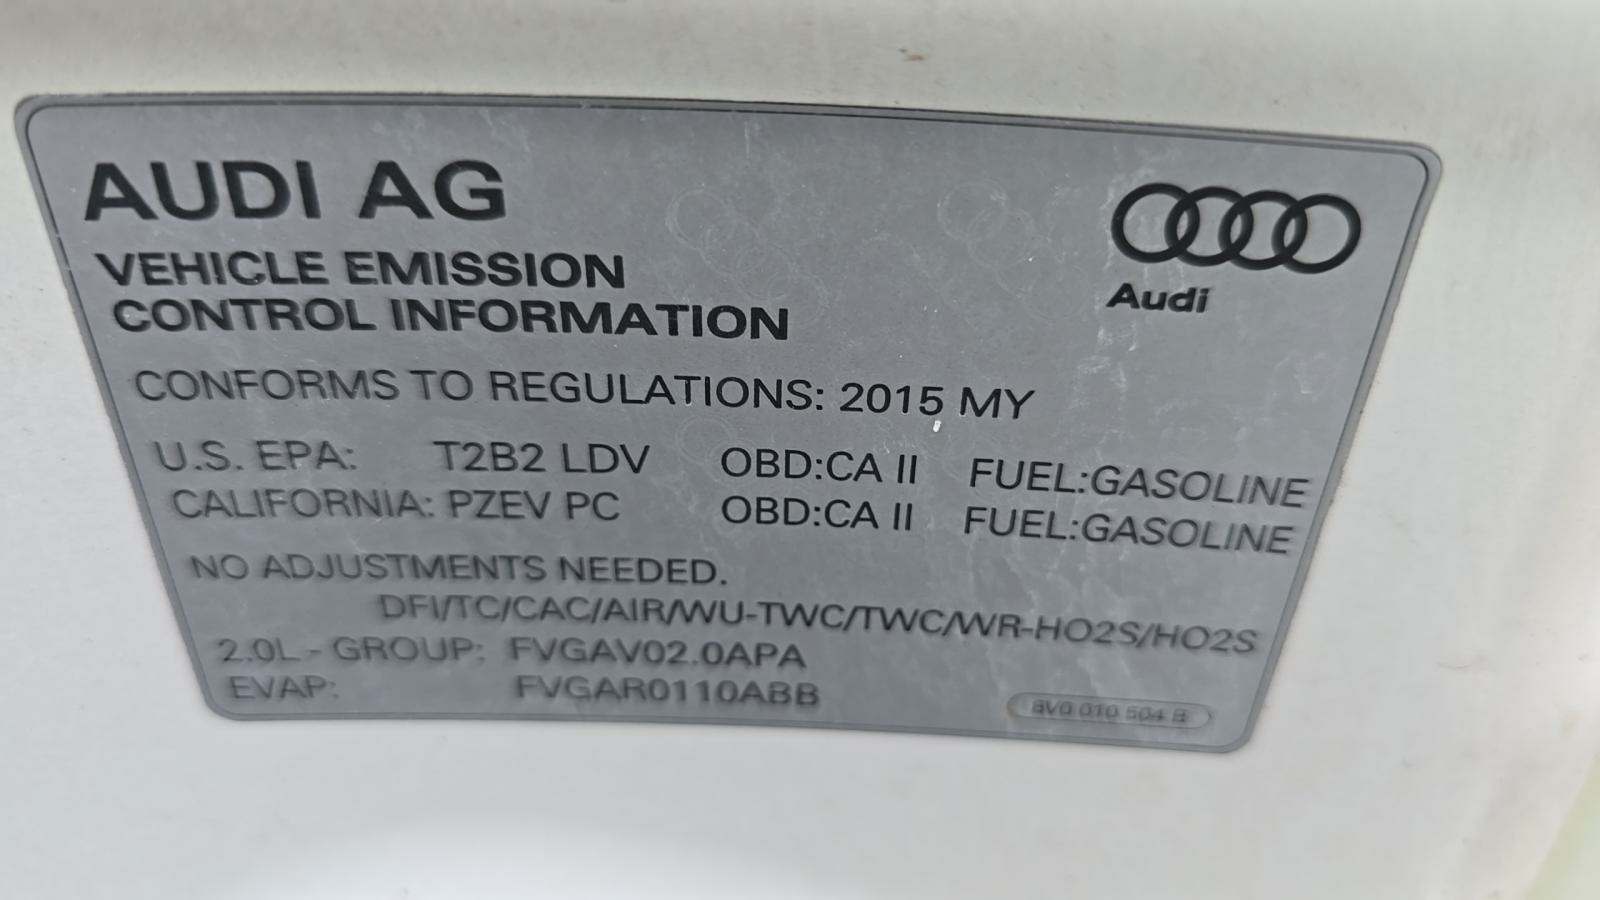 AUDI AG
Audi
VEHICLE EMISSION
CONTROL INFORMATION
CONFORMS TO REGULATIONS: 2015 MY
U.S. EPA: T2B2 LDV OBD:CA II FUEL:GASOLINE
CALIFORNIA: PZEV PC OBD:CA II FUEL:GASOLINE
NO ADJUSTMENTS NEEDED.
DFI/TC/CAC/AIR/WU-TWC/TWC/WR-HO2S/HO2S
2.0L - GROUP: FVGAV02.0APA
EVAP: FVGAR0110ABB
8V0 010 504 B